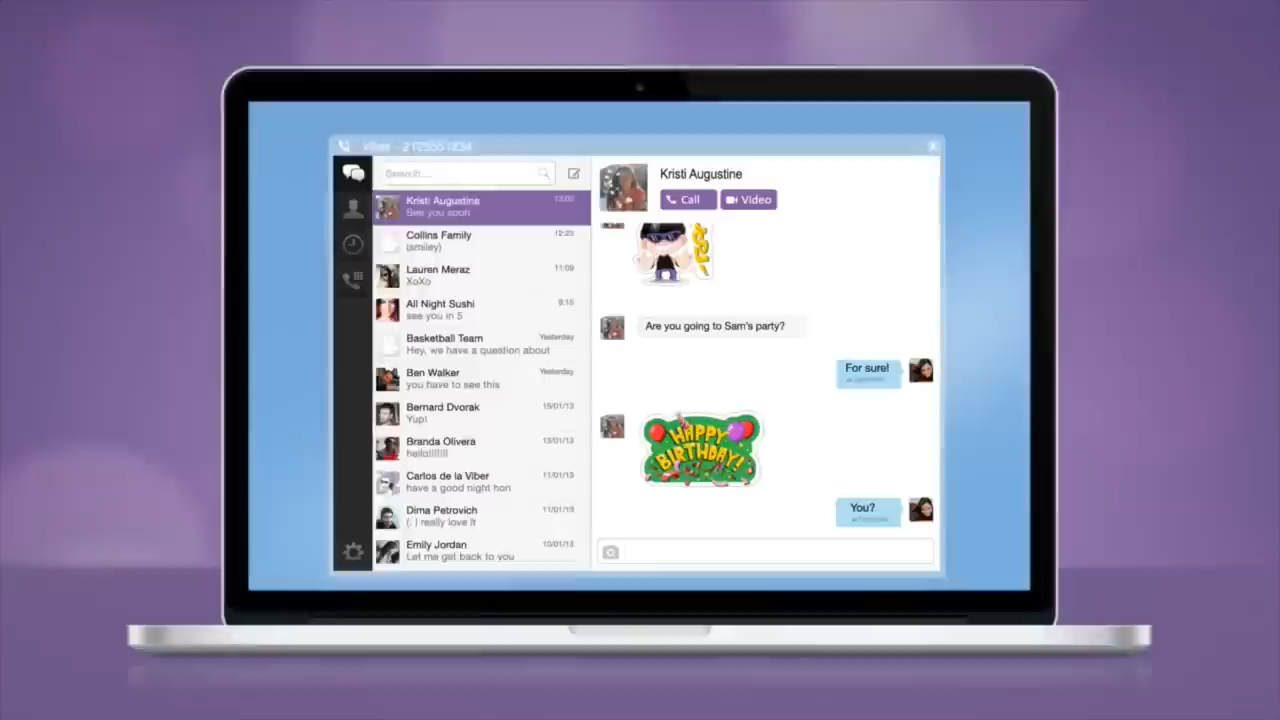 Viber - 2125551234
Search...
Kristi Augustine
13:00
See you soon
Collins Family
12:23
(smiley)
Lauren Meraz
11:09
XoXo
All Night Sushi
9:15
see you in 5
Basketball Team
Yesterday
Hey, we have a question about
Ben Walker
Yesterday
you have to see this
Bernard Dvorak
15/01/13
Yup!
Branda Olivera
13/01/13
hello!!!!!!!
Carlos de la Viber
11/01/13
have a good night hon
Dima Petrovich
11/01/13
(: I really love it
Emily Jordan
10/01/13
Let me get back to you
Kristi Augustine
Call
Video
Are you going to Sam's party?
For sure!
HAPPY
BIRTHDAY!
You?